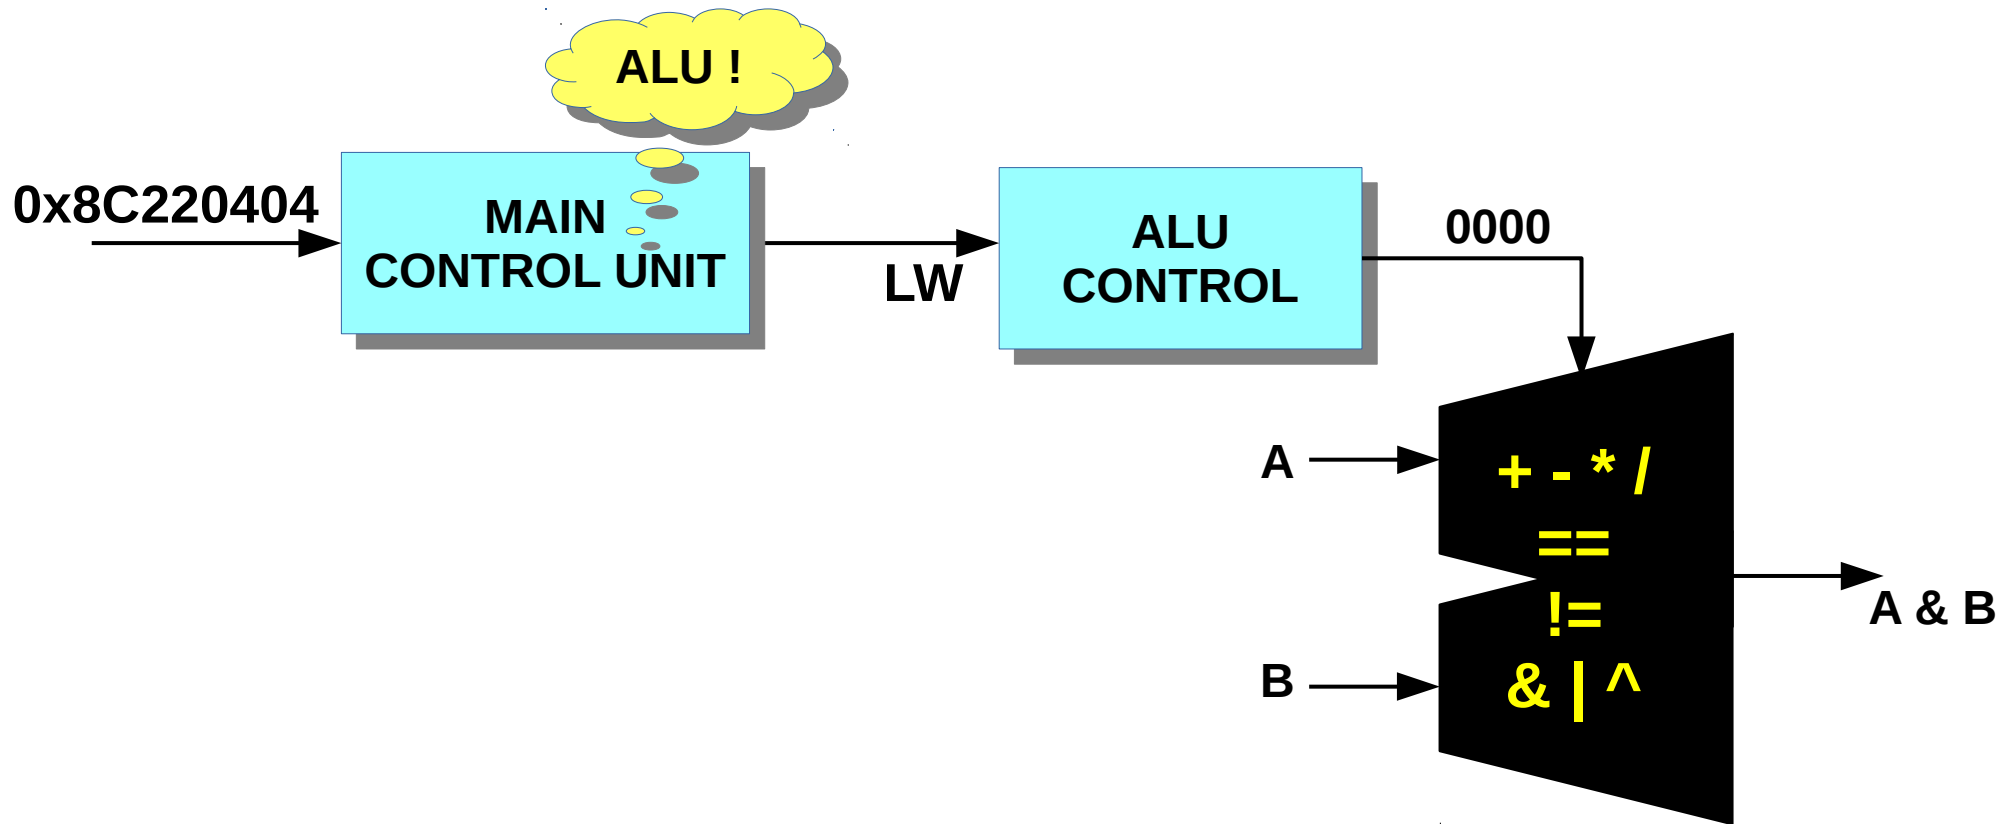 ALU !
0x8C220404
MAIN
CONTROL UNIT
LW
ALU
CONTROL
0000
A
B
+ - * /
==
!=
& | ^
A & B